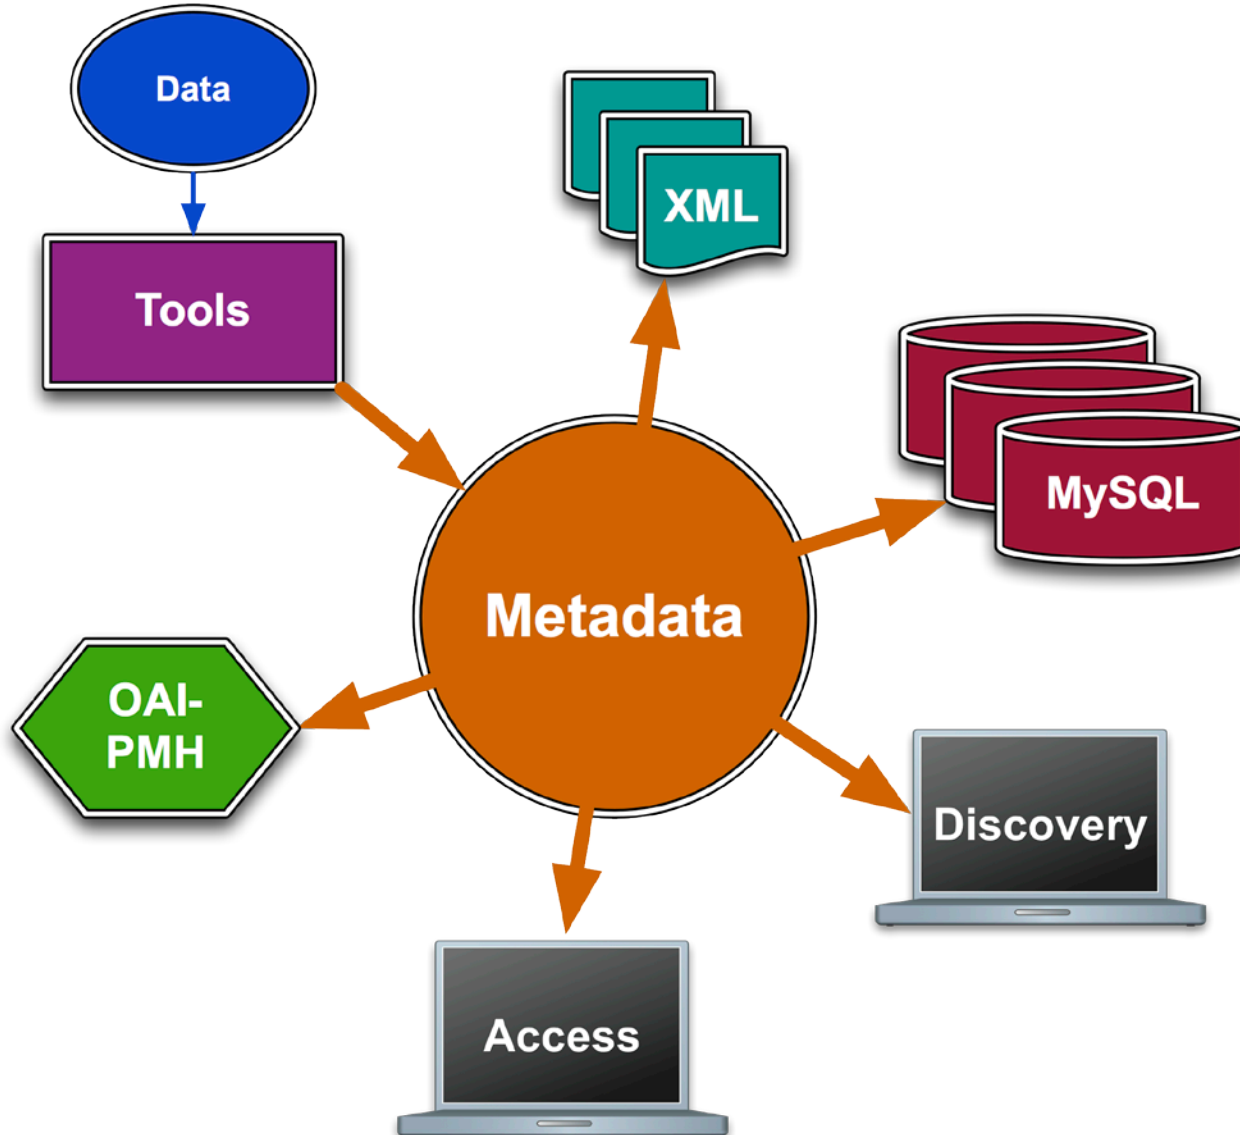 Data
XML
Tools
MySQL
Metadata
OAI-
PMH
Discovery
Access